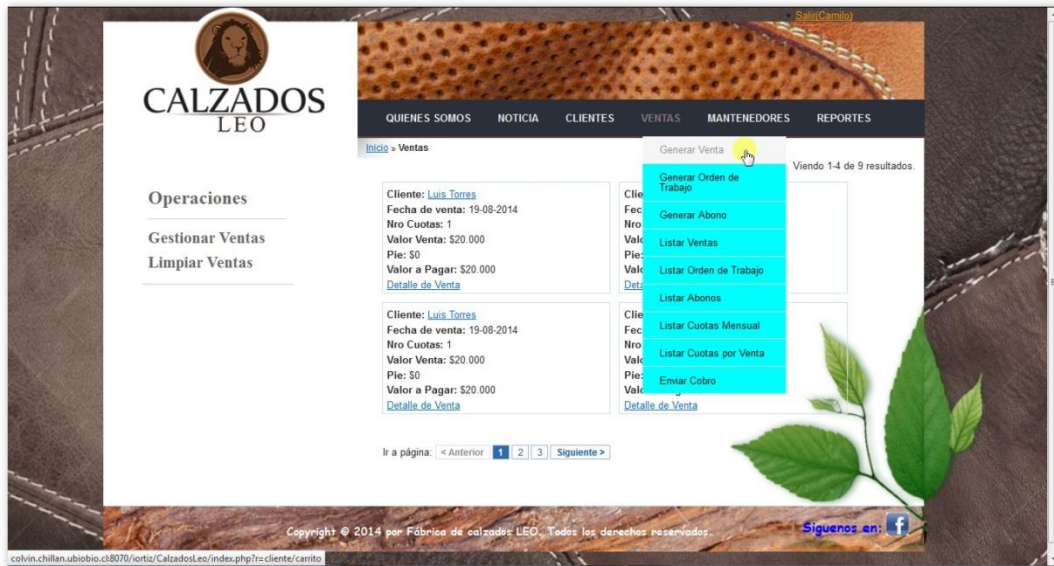 Salir(Camilo)
CALZADOS
LEO
QUIENES SOMOS NOTICIA CLIENTES VENTAS MANTENEDORES REPORTES
Inicio » Ventas
Generar Venta
Generar Orden de
Trabajo
Generar Abono
Listar Ventas
Listar Orden de Trabajo
Listar Abonos
Listar Cuotas Mensual
Listar Cuotas por Venta
Enviar Cobro
Viendo 1-4 de 9 resultados.
Operaciones
Gestionar Ventas
Limpiar Ventas
Cliente: Luis Torres
Fecha de venta: 19-08-2014
Nro Cuotas: 1
Valor Venta: $20.000
Pie: $0
Valor a Pagar: $20.000
Detalle de Venta
Nro
Pie:
Cliente: Luis Torres
Fecha de venta: 19-08-2014
Nro Cuotas: 1
Valor Venta: $20.000
Pie: $0
Valor a Pagar: $20.000
Detalle de Venta
Nro
Pie:
Detalle de Venta
Ir a página: < Anterior 1 2 3 Siguiente >
Copyright © 2014 por Fábrica de calzados LEO. Todos los derechos reservados.
Siguenos en: f
colvin.chillan.ubiobio.cl:8070/iortiz/CalzadosLeo/index.php?r=cliente/carrito